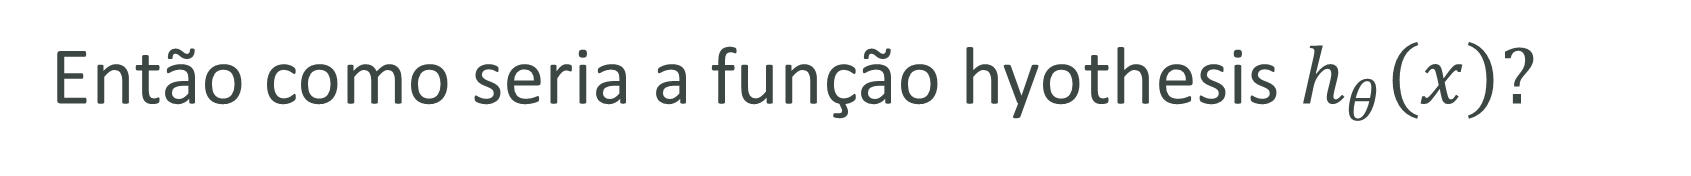 Então como seria a função hyothesis ℎ𝜃(𝑥)?